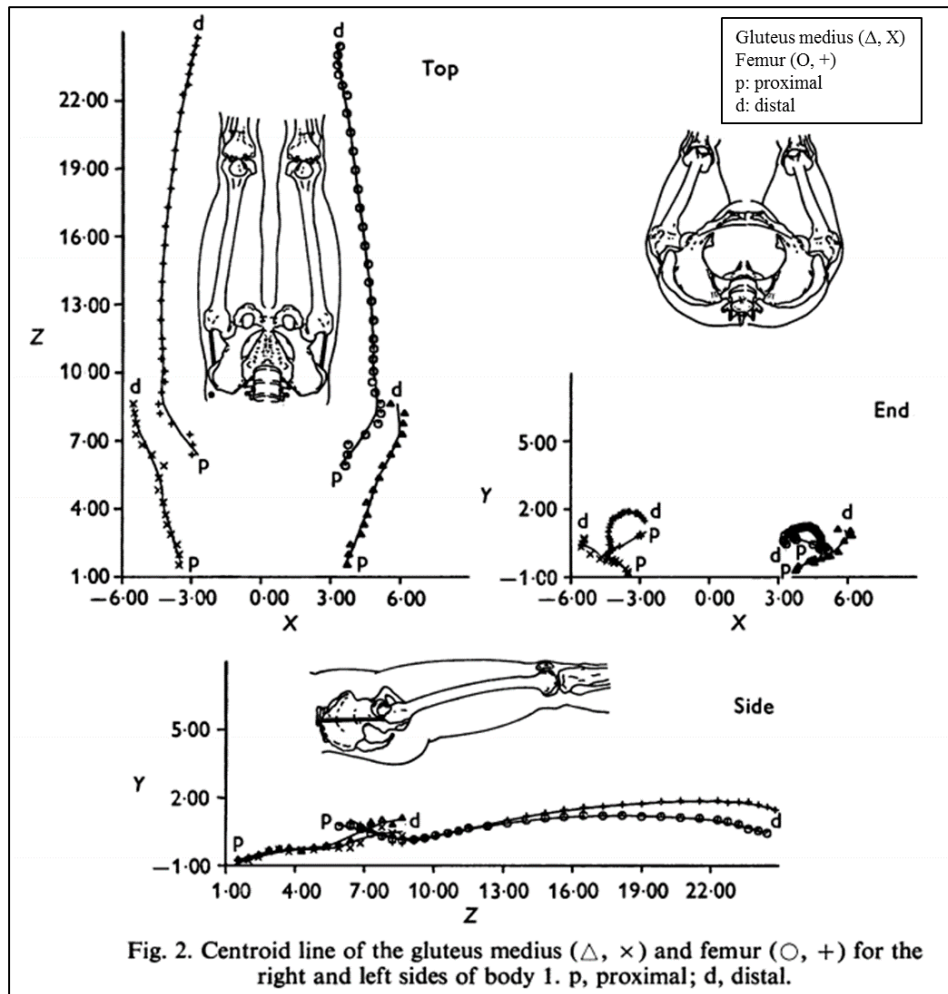 Gluteus medius (Δ, X)
Femur (O, +)
p: proximal
d: distal
Top
d
d
22·00
19·00
16·00
13·00
Z
10·00
7·00
4·00
1·00
d
p
p
d
p
p
−6·00 −3·00 0·00 3·00 6·00
X
End
5·00
Y
2·00
−1·00
d
d
p
p
d
p
p
d
−6·00 −3·00 0·00 3·00 6·00
X
Side
5·00
Y
2·00
−1·00
p
p
d
d
1·00 4·00 7·00 10·00 13·00 16·00 19·00 22·00
Z
Fig. 2. Centroid line of the gluteus medius (△, ×) and femur (○, +) for the
right and left sides of body 1. p, proximal; d, distal.